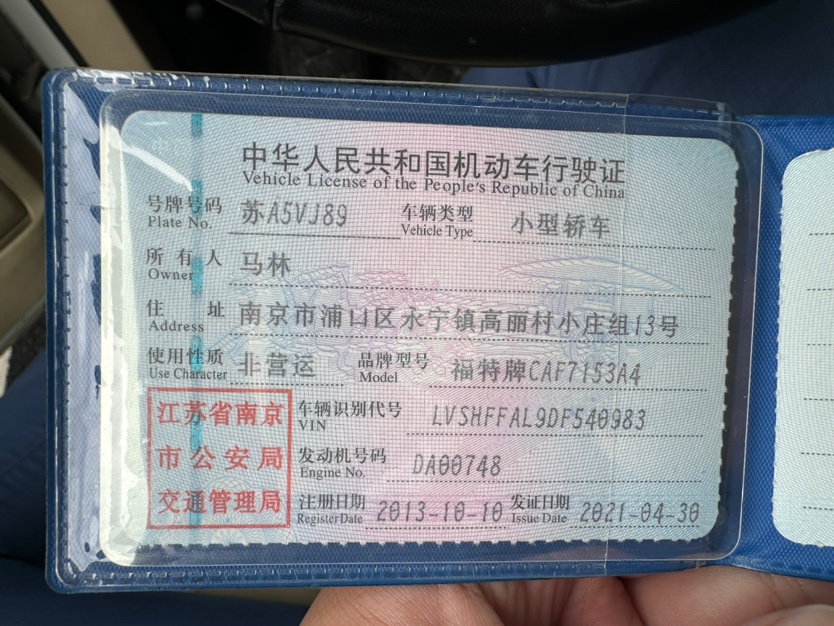 中华人民共和国机动车行驶证
Vehicle License of the People's Republic of China
号牌号码 苏A5VJ89 车辆类型 小型轿车
Plate No. Vehicle Type
所有人 马林
Owner
住址 南京市浦口区永宁镇高丽村小庄组13号
Address
使用性质 非营运 品牌型号 福特牌CAF7153A4
Use Character Model
江苏省南京
市公安局
交通管理局
车辆识别代号 LVSHFFAL9DF540983
VIN
发动机号码 DA00748
Engine No.
注册日期 2013-10-10 发证日期 2021-04-30
Register Date Issue Date